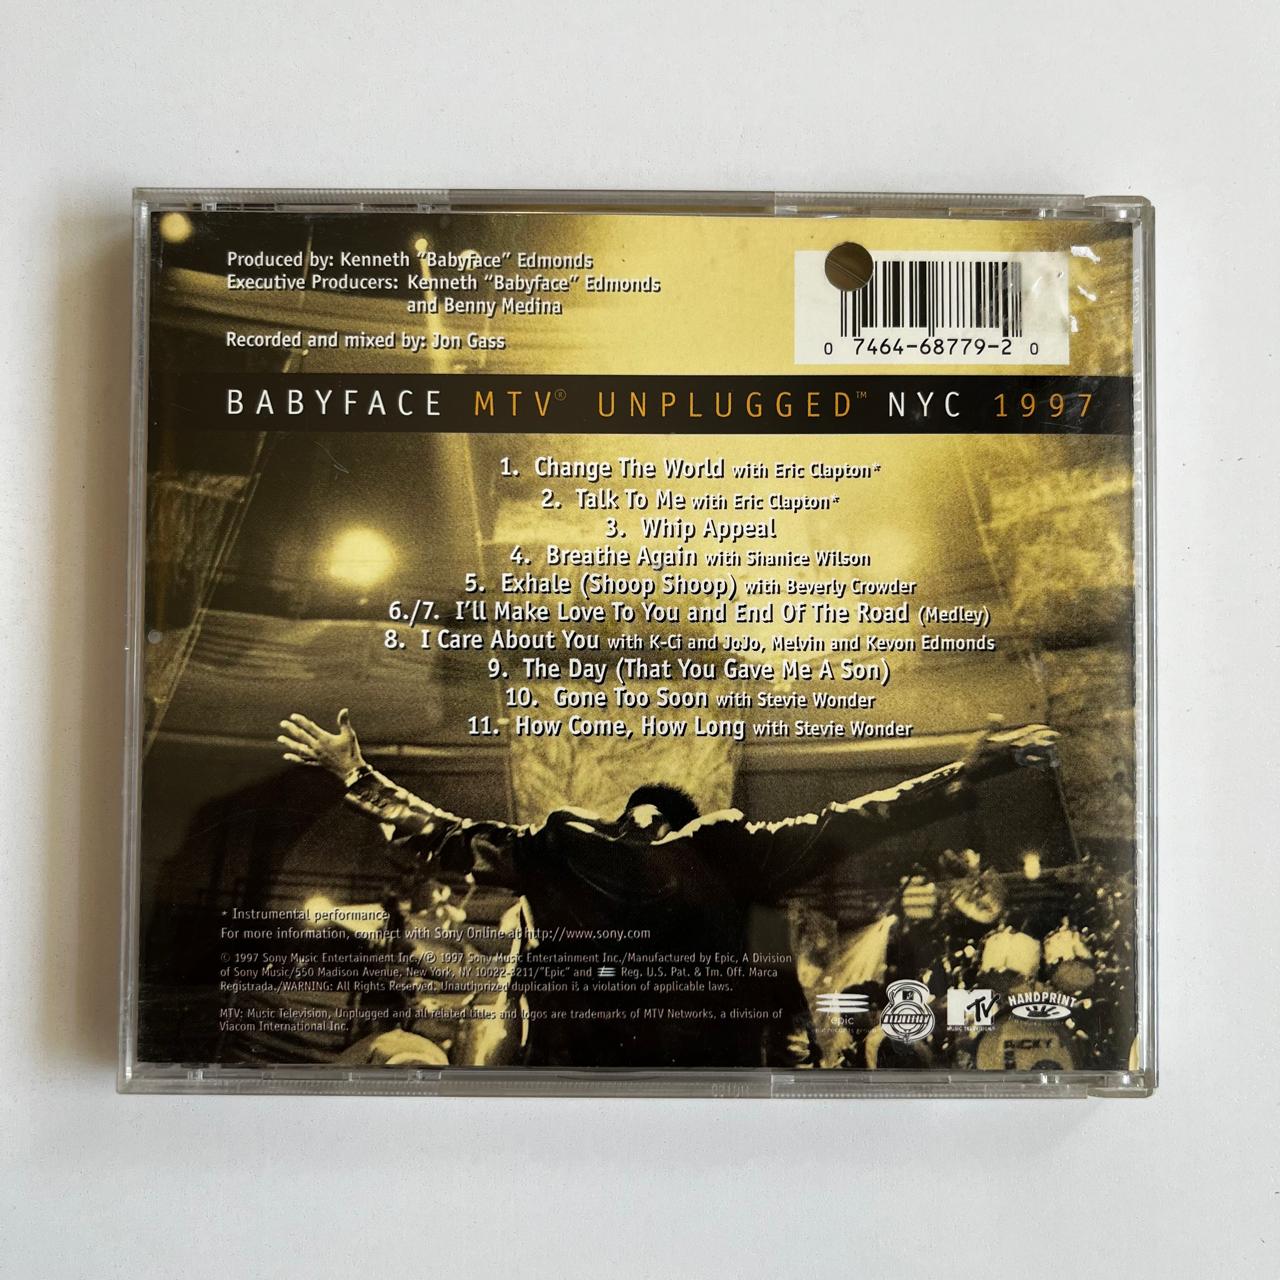 Produced by: Kenneth "Babyface" Edmonds
Executive Producers: Kenneth "Babyface" Edmonds
and Benny Medina
Recorded and mixed by: Jon Gass
0 7464-68779-2 0
BABYFACE MTV® UNPLUGGED™ NYC 1997
1. Change The World with Eric Clapton*
2. Talk To Me with Eric Clapton*
3. Whip Appeal
4. Breathe Again with Shanice Wilson
5. Exhale (Shoop Shoop) with Beverly Crowder
6./7. I'll Make Love To You and End Of The Road (Medley)
8. I Care About You with K-Ci and JoJo, Melvin and Kevon Edmonds
9. The Day (That You Gave Me A Son)
10. Gone Too Soon with Stevie Wonder
11. How Come, How Long with Stevie Wonder
* Instrumental performance
For more information, connect with Sony Online at http://www.sony.com
© 1997 Sony Music Entertainment Inc./℗ 1997 Sony Music Entertainment Inc./Manufactured by Epic, A Division
of Sony Music/550 Madison Avenue, New York, NY 10022-3211/"Epic" and Reg. U.S. Pat. & Tm. Off. Marca
Registrada./WARNING: All Rights Reserved. Unauthorized duplication is a violation of applicable laws.
MTV: Music Television, Unplugged and all related titles and logos are trademarks of MTV Networks, a division of
Viacom International Inc.
epic
UNPLUGGED
MTV
MUSIC TELEVISION®
HANDPRINT
RICKY